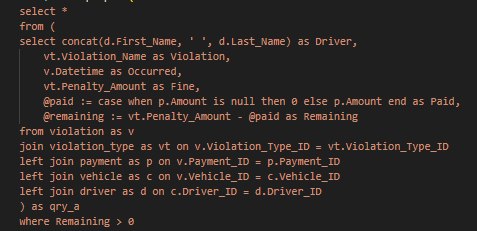 select *
from (
select concat(d.First_Name, ' ', d.Last_Name) as Driver,
    vt.Violation_Name as Violation,
    v.Datetime as Occurred,
    vt.Penalty_Amount as Fine,
    @paid := case when p.Amount is null then 0 else p.Amount end as Paid,
    @remaining := vt.Penalty_Amount - @paid as Remaining
from violation as v
join violation_type as vt on v.Violation_Type_ID = vt.Violation_Type_ID
left join payment as p on v.Payment_ID = p.Payment_ID
left join vehicle as c on v.Vehicle_ID = c.Vehicle_ID
left join driver as d on c.Driver_ID = d.Driver_ID
) as qry_a
where Remaining > 0